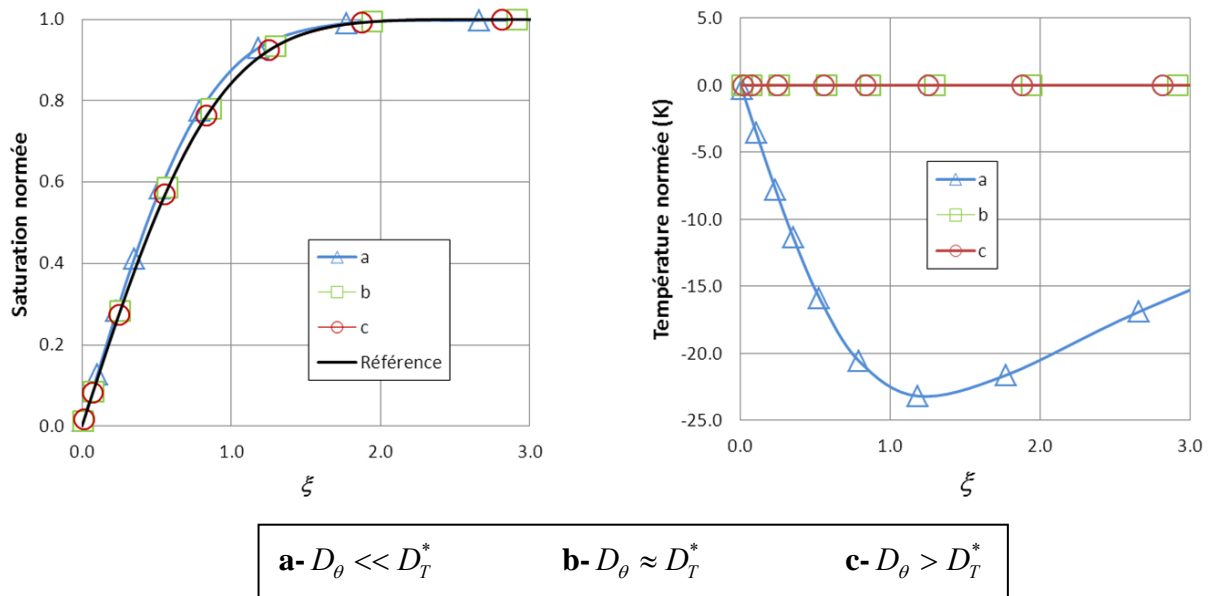 1.0
0.8
0.6
0.4
0.2
0.0
Saturation normée
a
b
c
Référence
0.0 1.0 2.0 3.0
ξ
5.0
0.0
-5.0
-10.0
-15.0
-20.0
-25.0
Température normée (K)
a
b
c
0.0 1.0 2.0 3.0
ξ
a- D_θ << D_T^* b- D_θ ≈ D_T^* c- D_θ > D_T^*